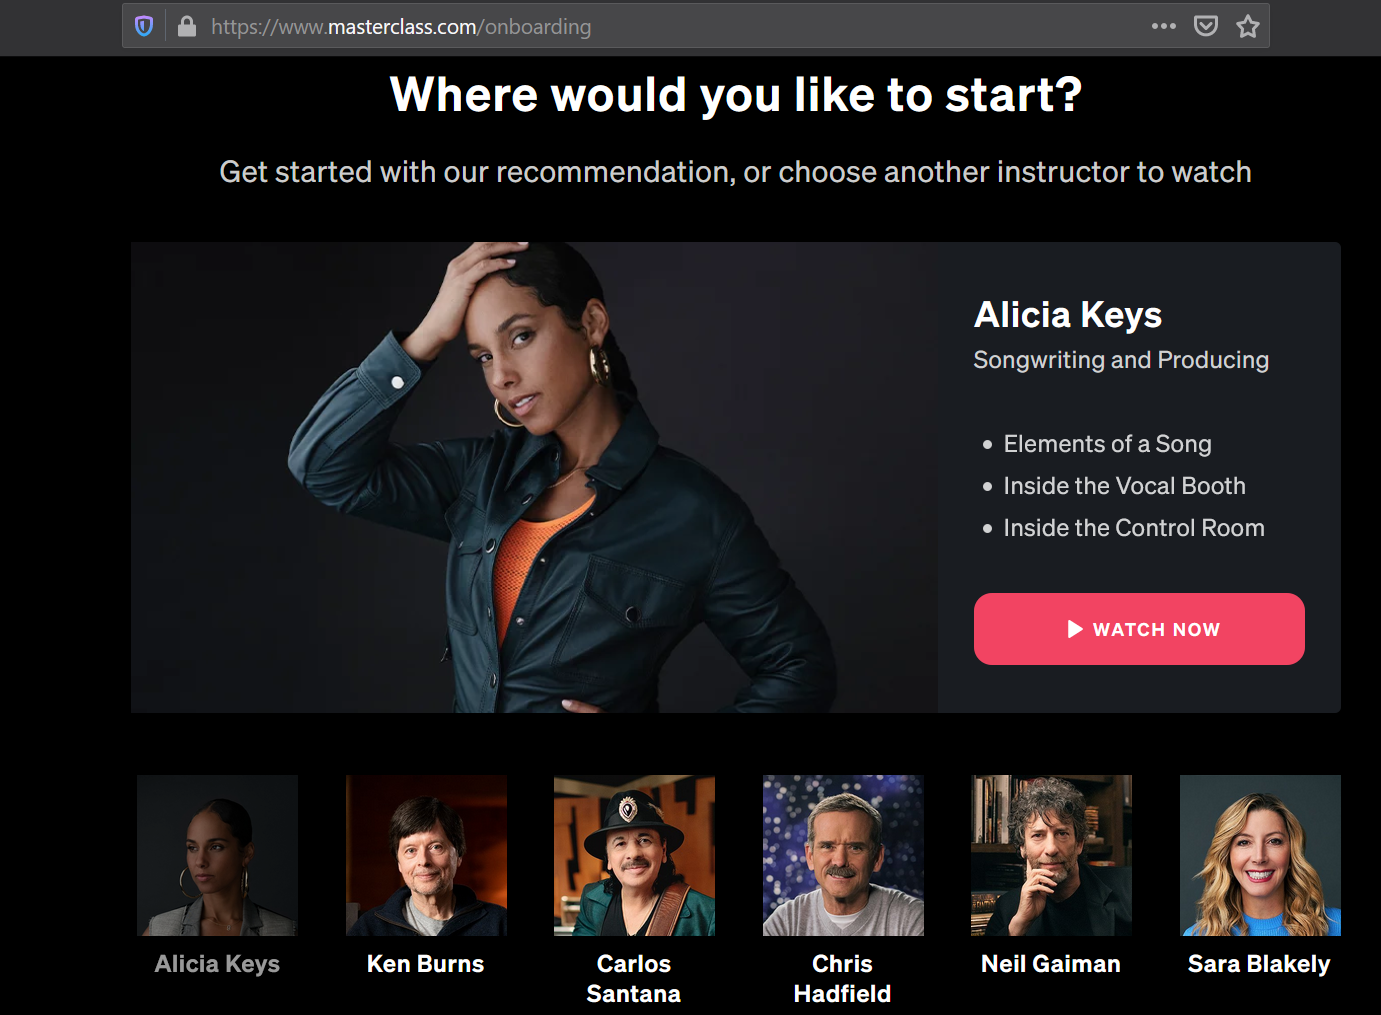 https://www.masterclass.com/onboarding
Where would you like to start?
Get started with our recommendation, or choose another instructor to watch
Alicia Keys
Songwriting and Producing
Elements of a Song
Inside the Vocal Booth
Inside the Control Room
WATCH NOW
Alicia Keys
Ken Burns
Carlos
Santana
Chris
Hadfield
Neil Gaiman
Sara Blakely